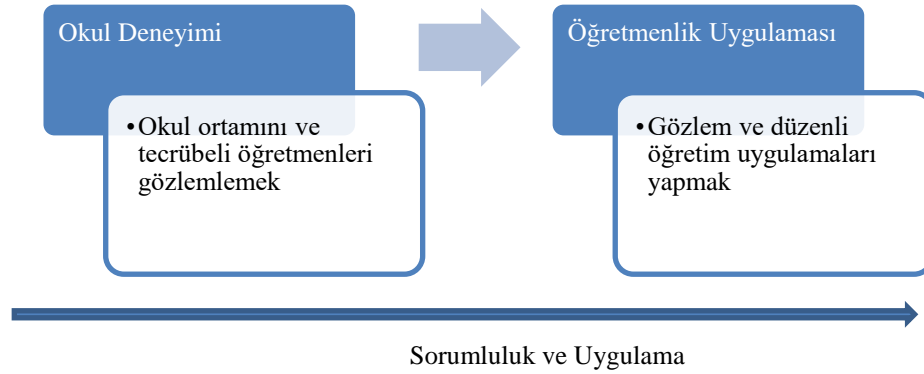 Okul Deneyimi
•Okul ortamını ve
tecrübeli öğretmenleri
gözlemlemek
Öğretmenlik Uygulaması
•Gözlem ve düzenli
öğretim uygulamaları
yapmak
Sorumluluk ve Uygulama